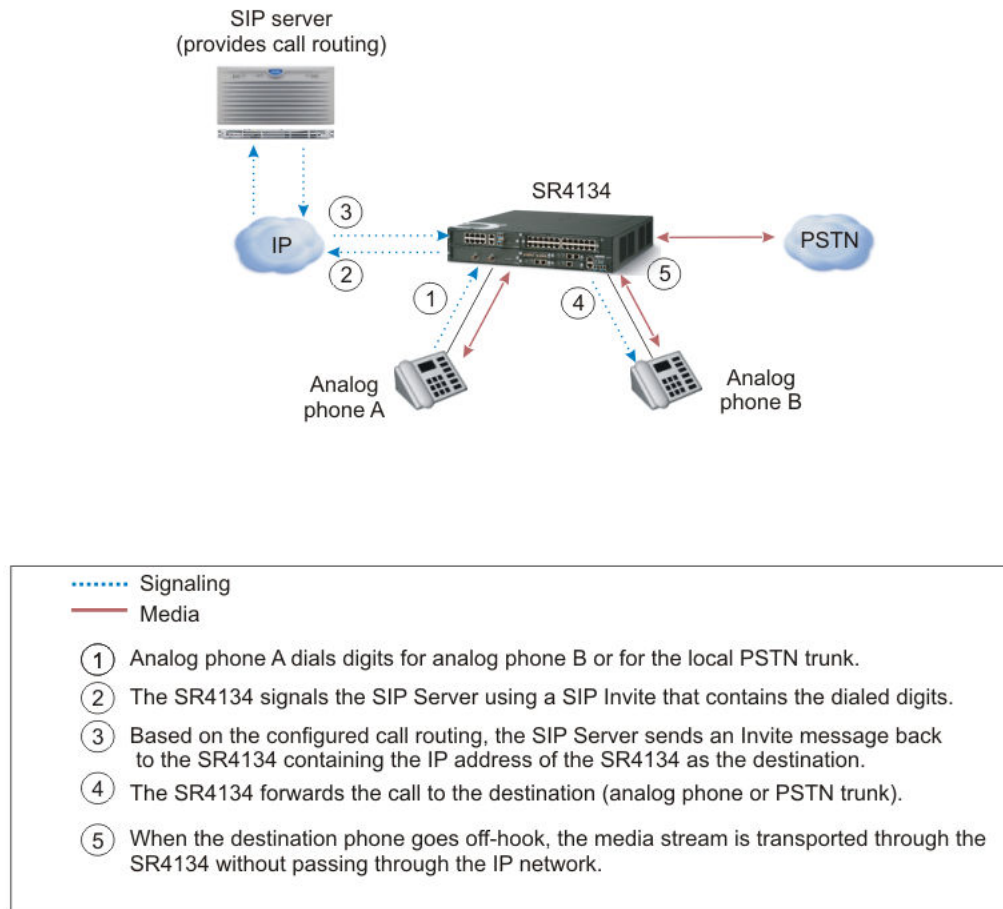 SIP server
(provides call routing)
SR4134
3
IP
PSTN
2
5
1
4
Analog
phone A
Analog
phone B
Signaling
Media
1 Analog phone A dials digits for analog phone B or for the local PSTN trunk.
2 The SR4134 signals the SIP Server using a SIP Invite that contains the dialed digits.
3 Based on the configured call routing, the SIP Server sends an Invite message back
to the SR4134 containing the IP address of the SR4134 as the destination.
4 The SR4134 forwards the call to the destination (analog phone or PSTN trunk).
5 When the destination phone goes off-hook, the media stream is transported through the
SR4134 without passing through the IP network.